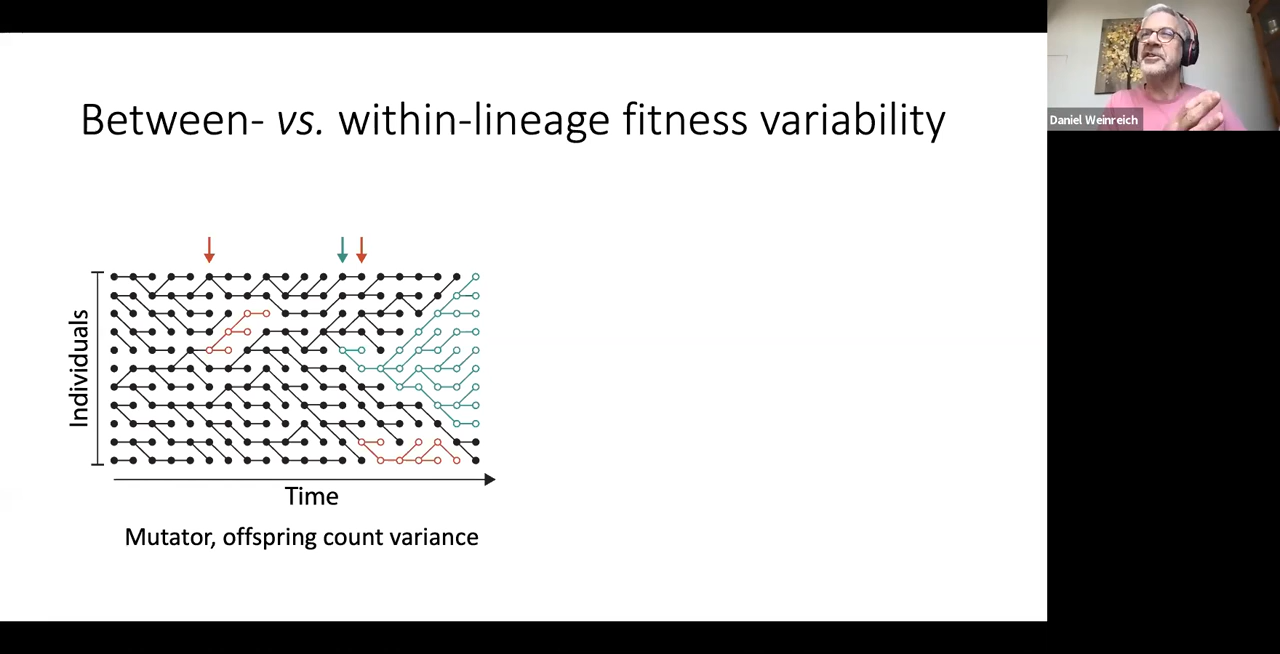 Between- vs. within-lineage fitness variability
Daniel Weinreich
Individuals
Time
Mutator, offspring count variance